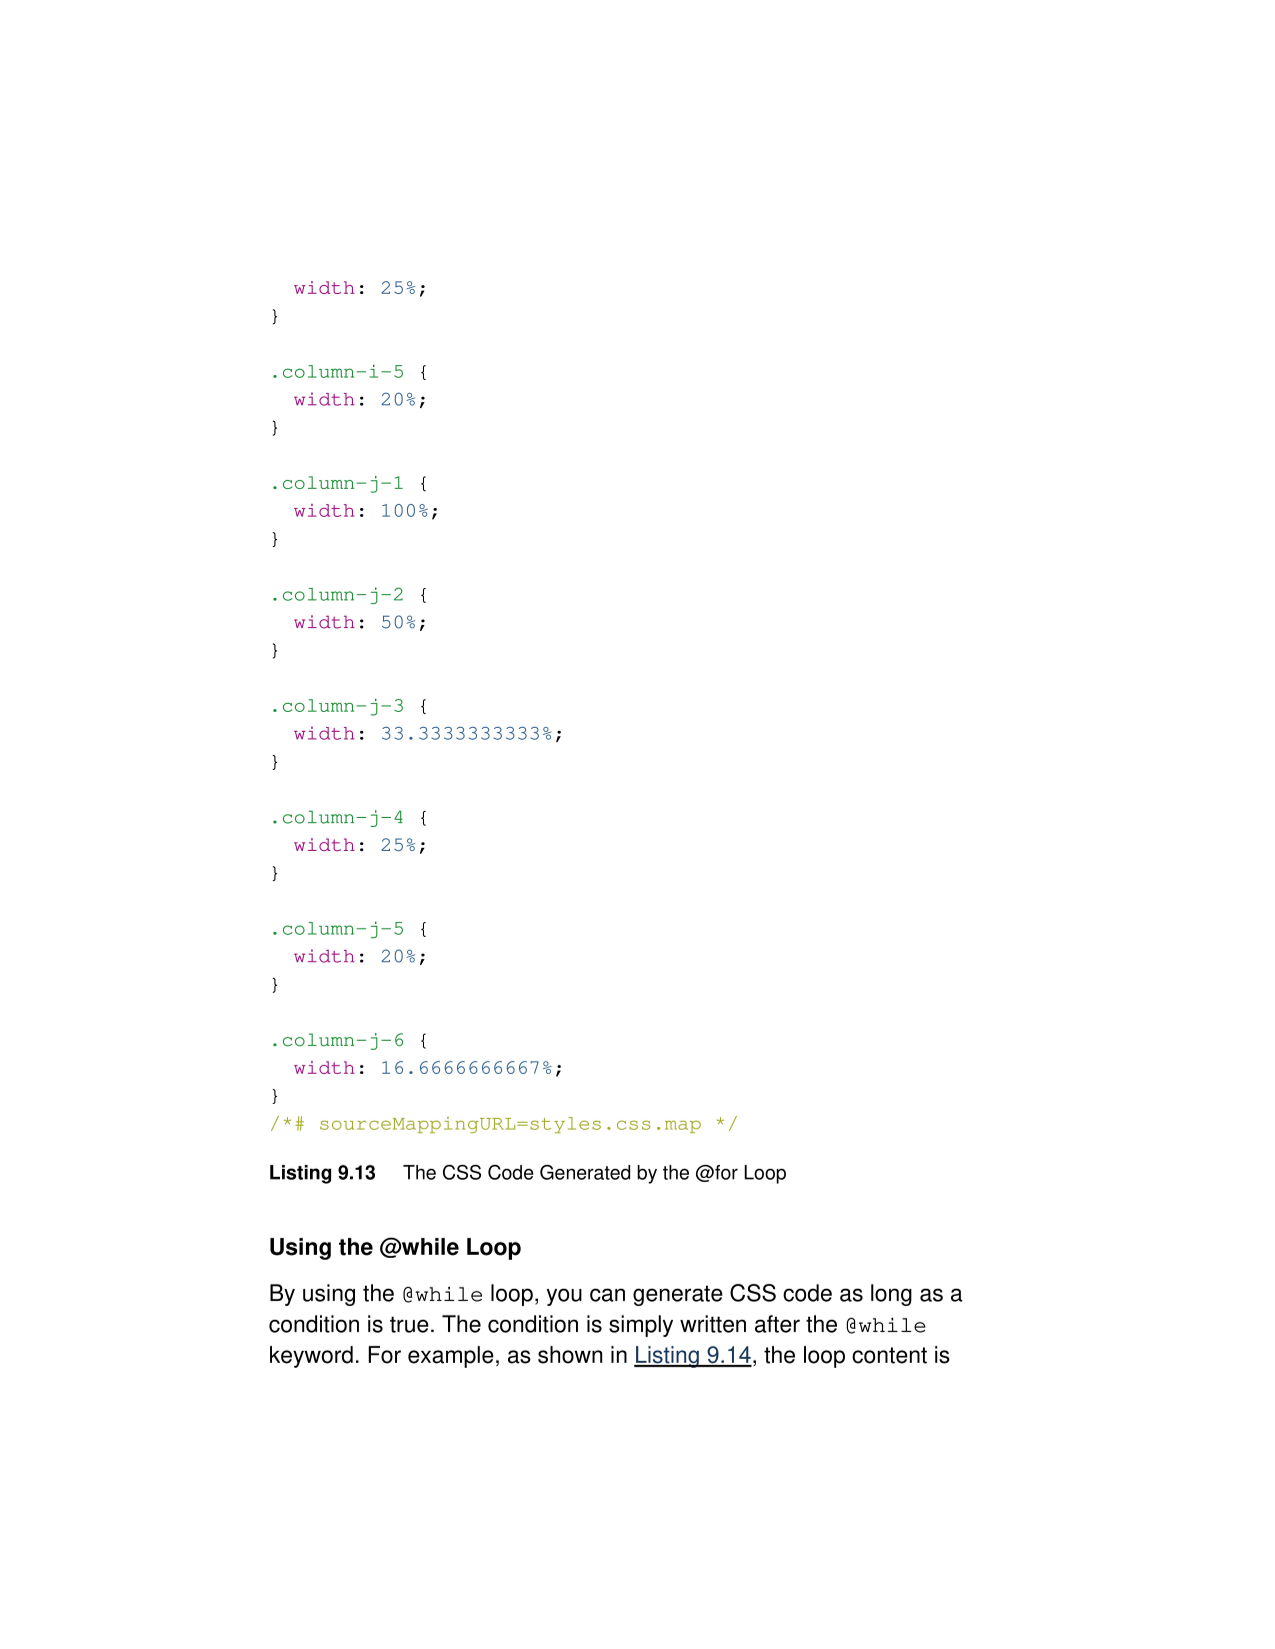 width: 25%;
}
.column-i-5 {
width: 20%;
}
.column-j-1 {
width: 100%;
}
.column-j-2 {
width: 50%;
}
.column-j-3 {
width: 33.3333333333%;
}
.column-j-4 {
width: 25%;
}
.column-j-5 {
width: 20%;
}
.column-j-6 {
width: 16.6666666667%;
}
/*# sourceMappingURL=styles.css.map */
Listing 9.13 The CSS Code Generated by the @for Loop
Using the @while Loop
By using the @while loop, you can generate CSS code as long as a
condition is true. The condition is simply written after the @while
keyword. For example, as shown in Listing 9.14, the loop content is